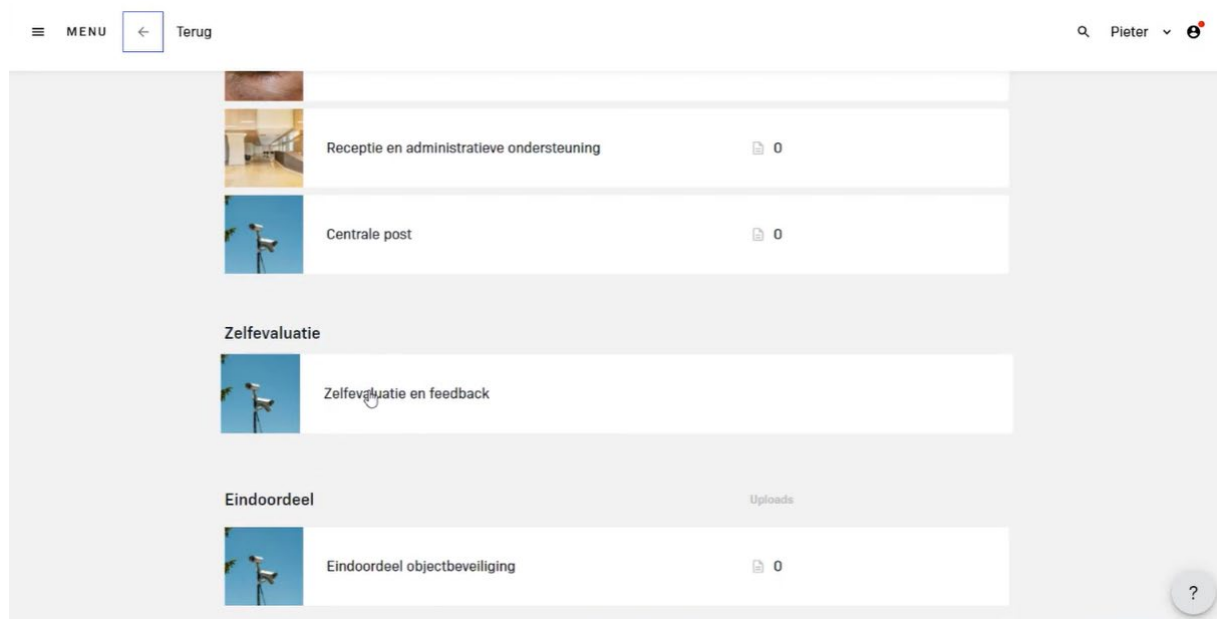 MENU
Terug
Pieter
Receptie en administratieve ondersteuning 0
Centrale post 0
Zelfevaluatie
Zelfevaluatie en feedback
Eindoordeel Uploads
Eindoordeel objectbeveiliging 0
?